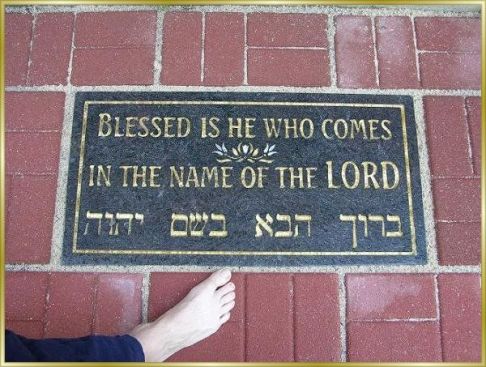 BLESSED IS HE WHO COMES
IN THE NAME OF THE LORD
ברוך הבא בשם יהוה